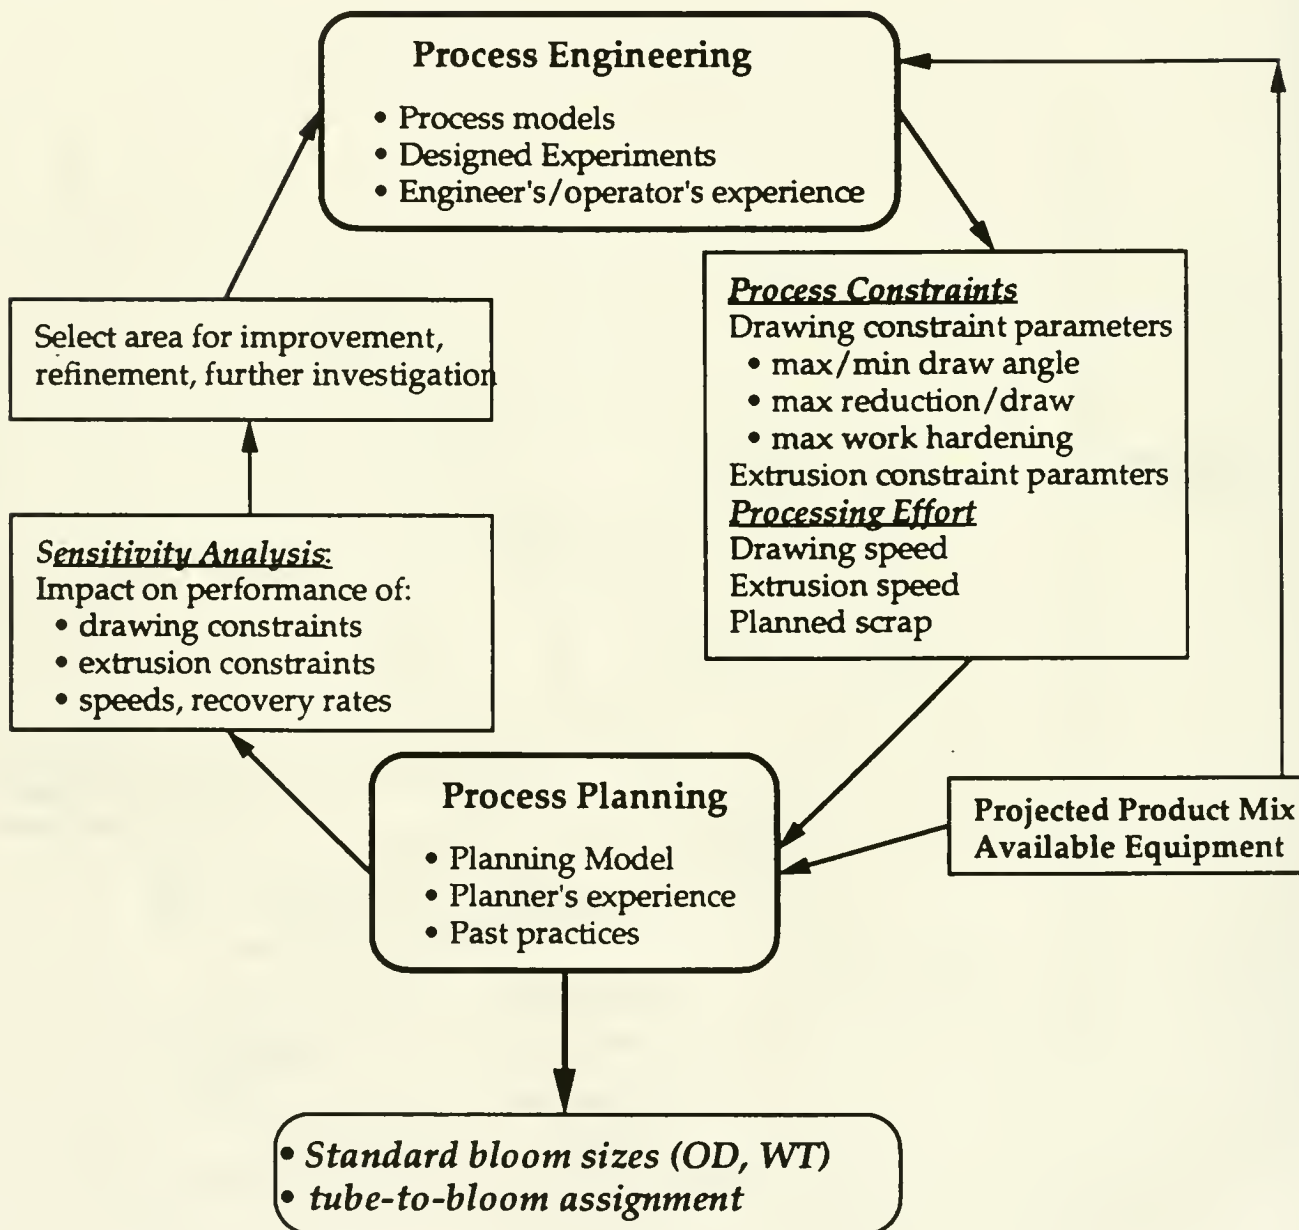 Process Engineering
• Process models
• Designed Experiments
• Engineer's/operator's experience
Select area for improvement,
refinement, further investigation
Process Constraints
Drawing constraint parameters
• max/min draw angle
• max reduction/draw
• max work hardening
Extrusion constraint paramters
Processing Effort
Drawing speed
Extrusion speed
Planned scrap
Sensitivity Analysis:
Impact on performance of:
• drawing constraints
• extrusion constraints
• speeds, recovery rates
Process Planning
• Planning Model
• Planner's experience
• Past practices
Projected Product Mix
Available Equipment
• Standard bloom sizes (OD, WT)
• tube-to-bloom assignment